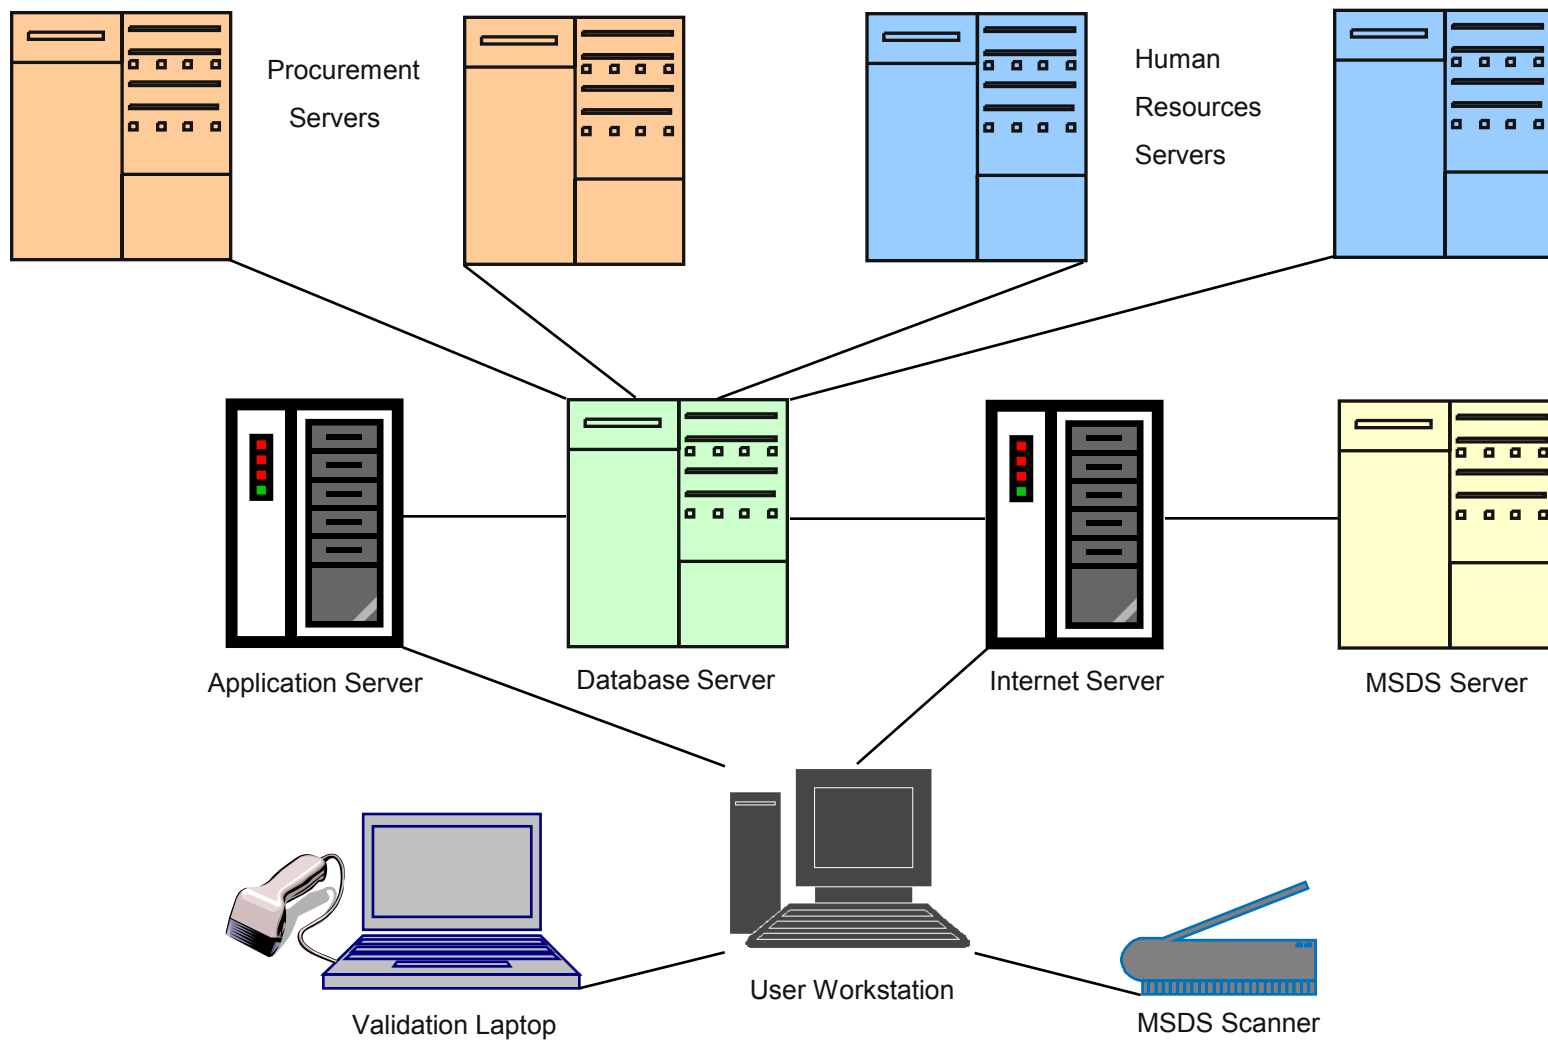 Procurement
Servers
Human
Resources
Servers
Application Server
Database Server
Internet Server
MSDS Server
User Workstation
Validation Laptop
MSDS Scanner